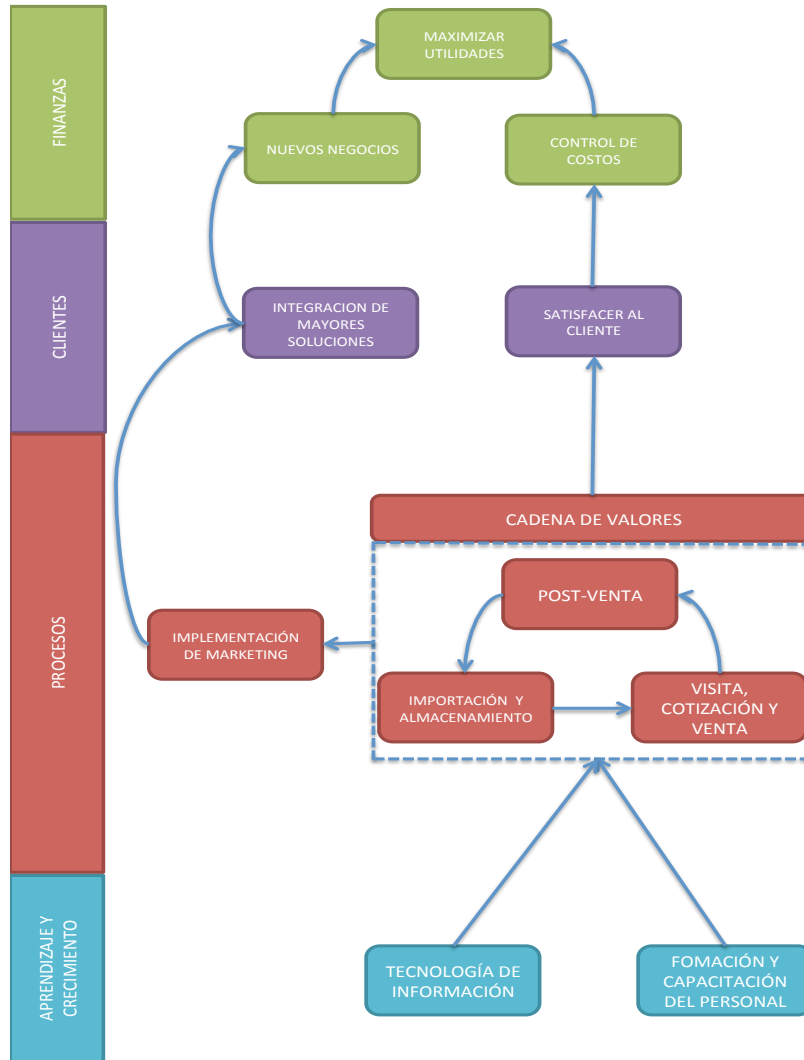 FINANZAS
MAXIMIZAR
UTILIDADES
NUEVOS NEGOCIOS
CONTROL DE
COSTOS
CLIENTES
INTEGRACION DE
MAYORES
SOLUCIONES
SATISFACER AL
CLIENTE
PROCESOS
CADENA DE VALORES
POST-VENTA
IMPLEMENTACIÓN
DE MARKETING
IMPORTACIÓN Y
ALMACENAMIENTO
VISITA,
COTIZACIÓN Y
VENTA
APRENDIZAJE Y
CRECIMIENTO
TECNOLOGÍA DE
INFORMACIÓN
FOMACIÓN Y
CAPACITACIÓN
DEL PERSONAL